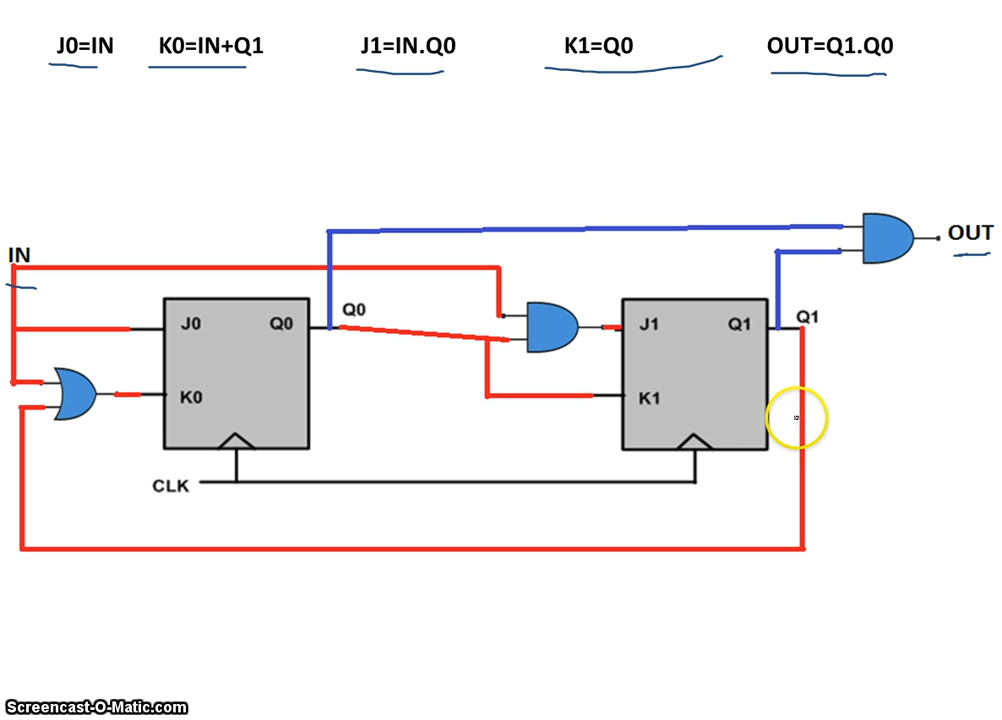 J0=IN K0=IN+Q1 J1=IN.Q0 K1=Q0 OUT=Q1.Q0
OUT
IN
Q0 Q1
J0 Q0 J1 Q1
K0 K1
CLK
Screencast-O-Matic.com